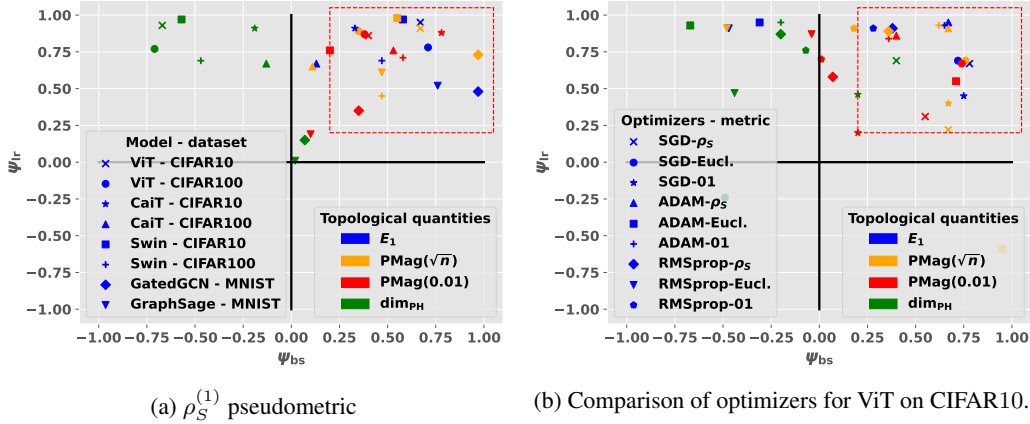 1.00
0.75
0.50
0.25
0.00
−0.25
−0.50
−0.75
−1.00
ψlr
−1.00 −0.75 −0.50 −0.25 0.00 0.25 0.50 0.75 1.00
ψbs
Model - dataset
ViT - CIFAR10
ViT - CIFAR100
CaiT - CIFAR10
CaiT - CIFAR100
Swin - CIFAR10
Swin - CIFAR100
GatedGCN - MNIST
GraphSage - MNIST
Topological quantities
E₁
PMag(√n)
PMag(0.01)
dimPH
(a) ρS^(1) pseudometric
1.00
0.75
0.50
0.25
0.00
−0.25
−0.50
−0.75
−1.00
ψlr
−1.00 −0.75 −0.50 −0.25 0.00 0.25 0.50 0.75 1.00
ψbs
Optimizers - metric
SGD-ρS
SGD-Eucl.
SGD-01
ADAM-ρS
ADAM-Eucl.
ADAM-01
RMSprop-ρS
RMSprop-Eucl.
RMSprop-01
Topological quantities
E₁
PMag(√n)
PMag(0.01)
dimPH
(b) Comparison of optimizers for ViT on CIFAR10.